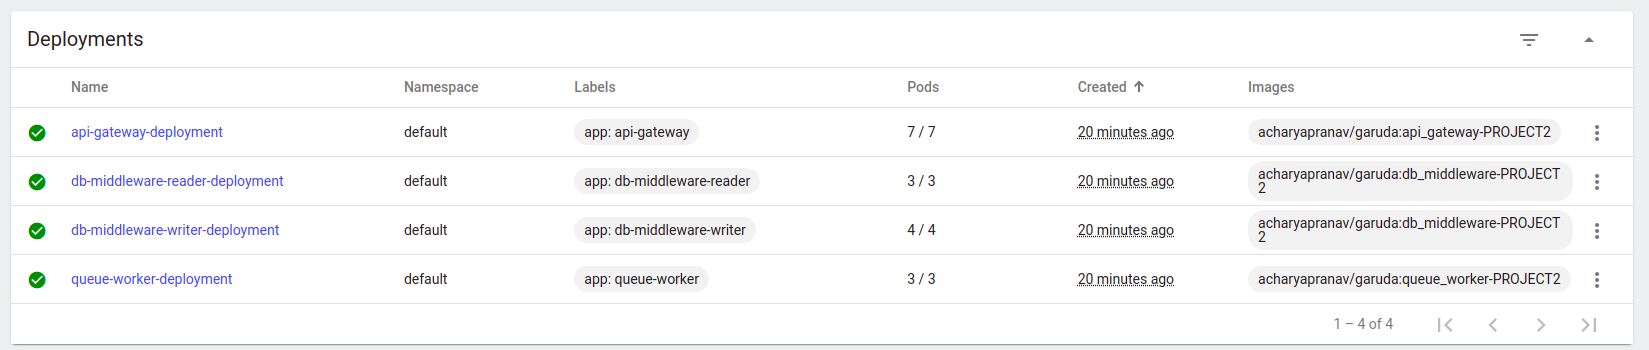 Deployments
Name Namespace Labels Pods Created Images
api-gateway-deployment default app: api-gateway 7 / 7 20 minutes ago acharyapranav/garuda:api_gateway-PROJECT2
db-middleware-reader-deployment default app: db-middleware-reader 3 / 3 20 minutes ago acharyapranav/garuda:db_middleware-PROJECT
2
db-middleware-writer-deployment default app: db-middleware-writer 4 / 4 20 minutes ago acharyapranav/garuda:db_middleware-PROJECT
2
queue-worker-deployment default app: queue-worker 3 / 3 20 minutes ago acharyapranav/garuda:queue_worker-PROJECT2
1 – 4 of 4